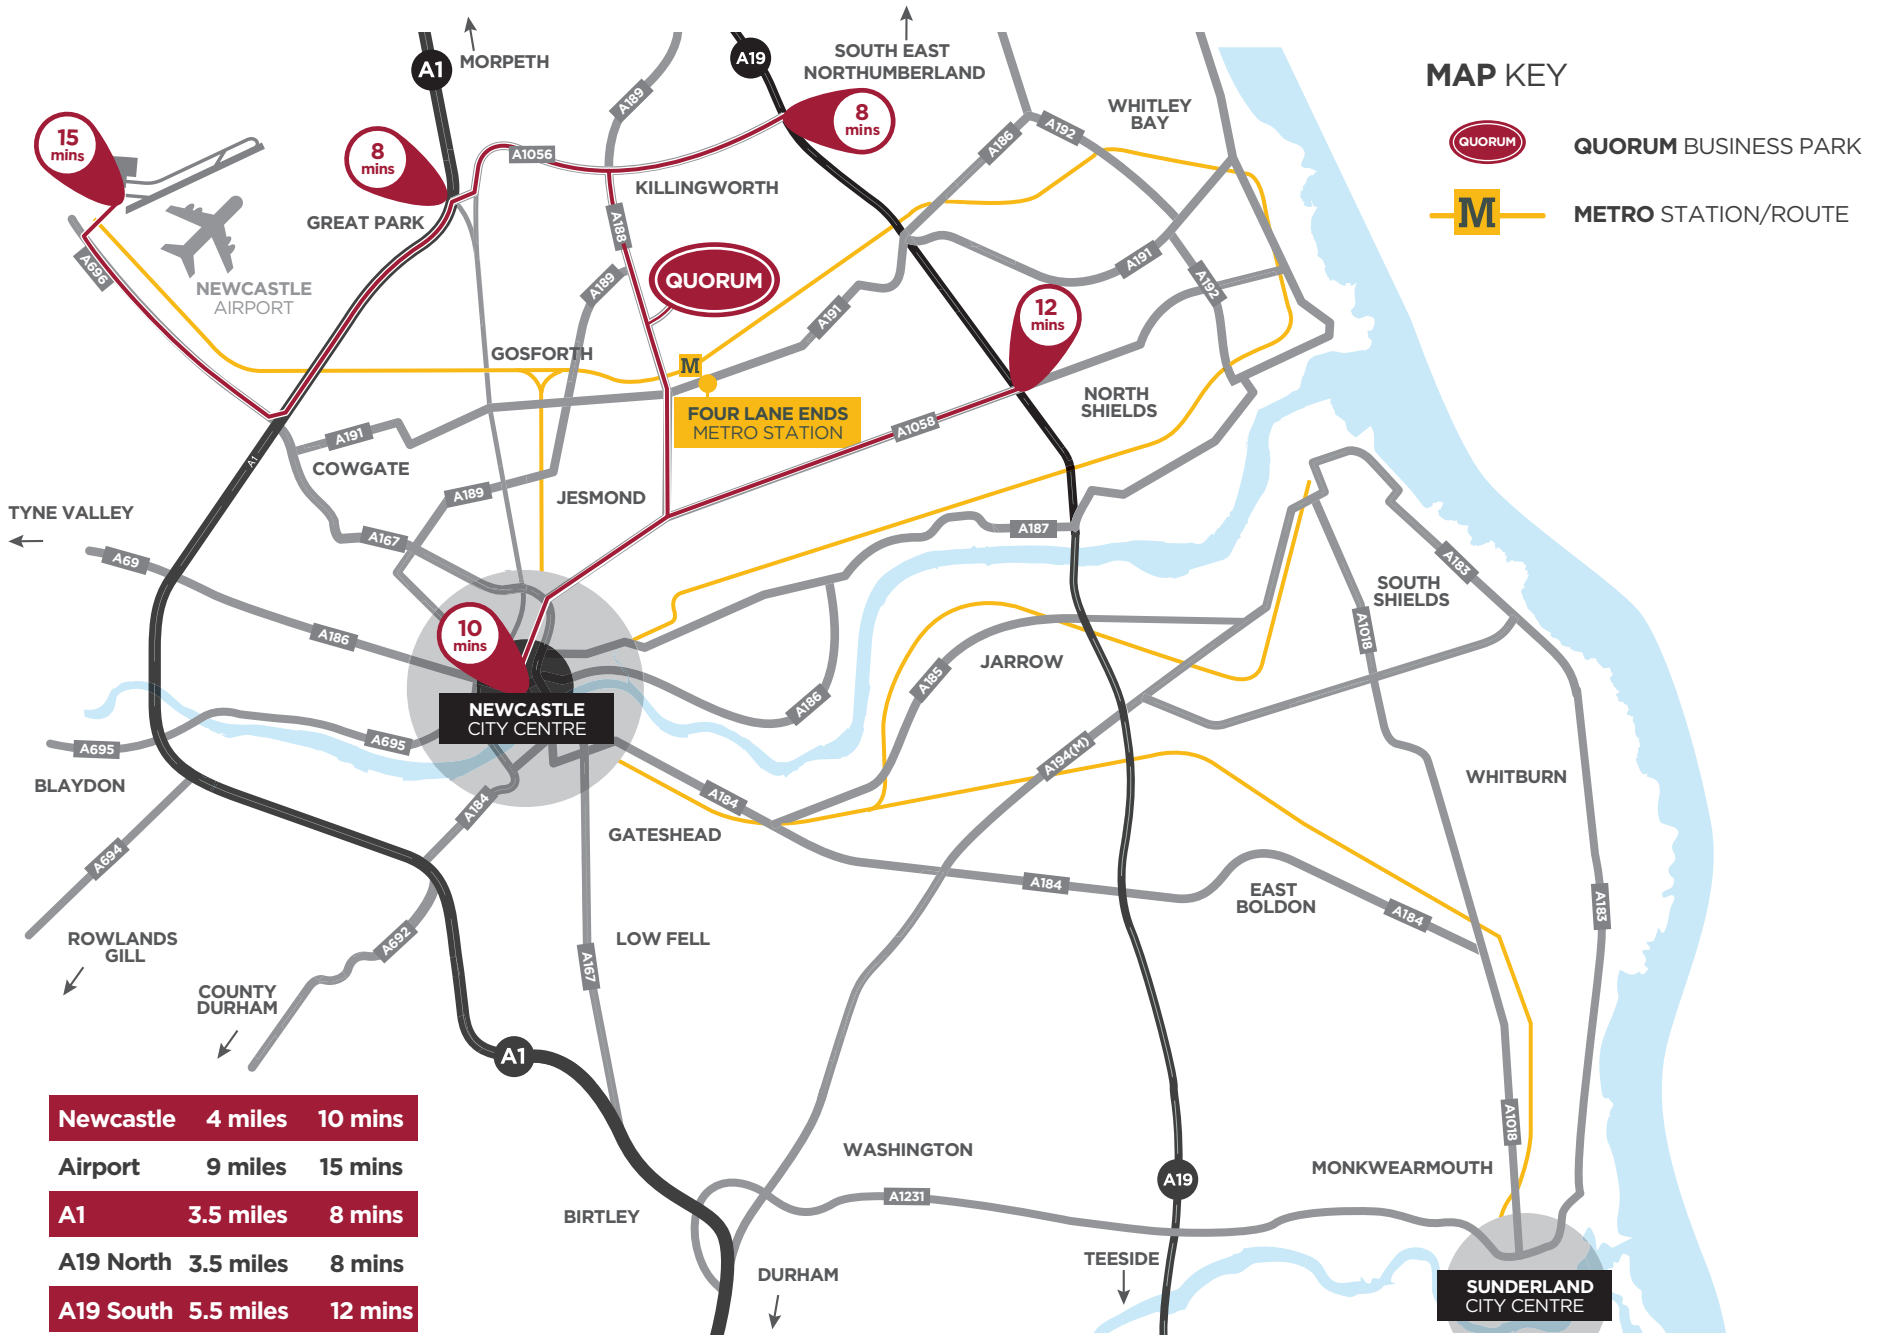 MAP KEY
QUORUM
QUORUM BUSINESS PARK
M
METRO STATION/ROUTE
A1
MORPETH
A19
SOUTH EAST
NORTHUMBERLAND
A189
WHITLEY
BAY
A192
A186
15
mins
8
mins
8
mins
A1056
KILLINGWORTH
GREAT PARK
A188
A696
NEWCASTLE
AIRPORT
A189
QUORUM
A191
A192
A191
12
mins
GOSFORTH
M
FOUR LANE ENDS
METRO STATION
NORTH
SHIELDS
A1058
A191
A1
COWGATE
A189
JESMOND
TYNE VALLEY
A69
A167
A187
A183
SOUTH
SHIELDS
A1018
A186
10
mins
JARROW
A185
A186
NEWCASTLE
CITY CENTRE
A695
A695
A194(M)
BLAYDON
A184
A184
WHITBURN
GATESHEAD
A694
A184
EAST
BOLDON
A184
A183
ROWLANDS
GILL
A692
LOW FELL
A167
COUNTY
DURHAM
A1
Newcastle 4 miles 10 mins
Airport 9 miles 15 mins
A1 3.5 miles 8 mins
A19 North 3.5 miles 8 mins
A19 South 5.5 miles 12 mins
A1018
WASHINGTON
MONKWEARMOUTH
A19
A1231
BIRTLEY
TEESIDE
DURHAM
SUNDERLAND
CITY CENTRE